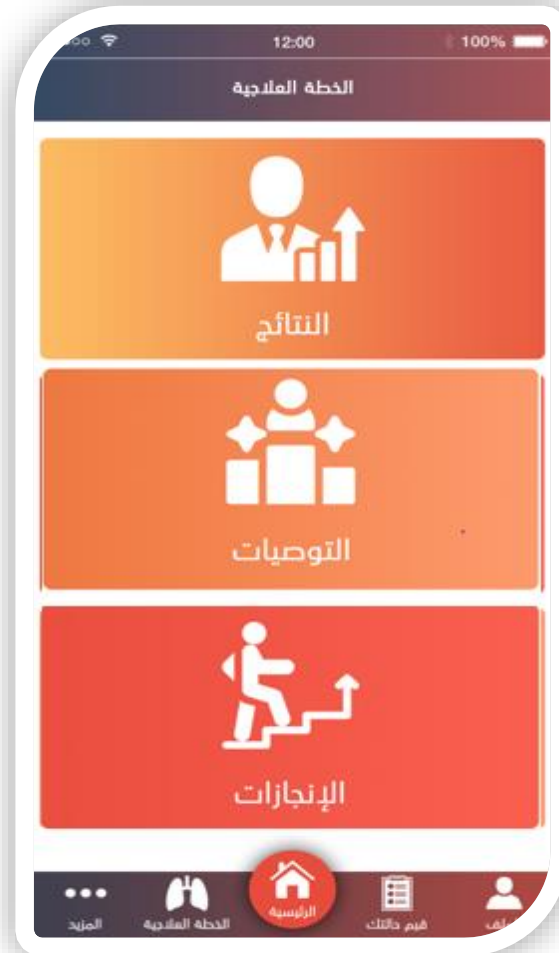 12:00
100%
الخطة العلاجية
النتائج
التوصيات
الإنجازات
قيم حالتك
الرئيسية
الخطة العلاجية
المزيد